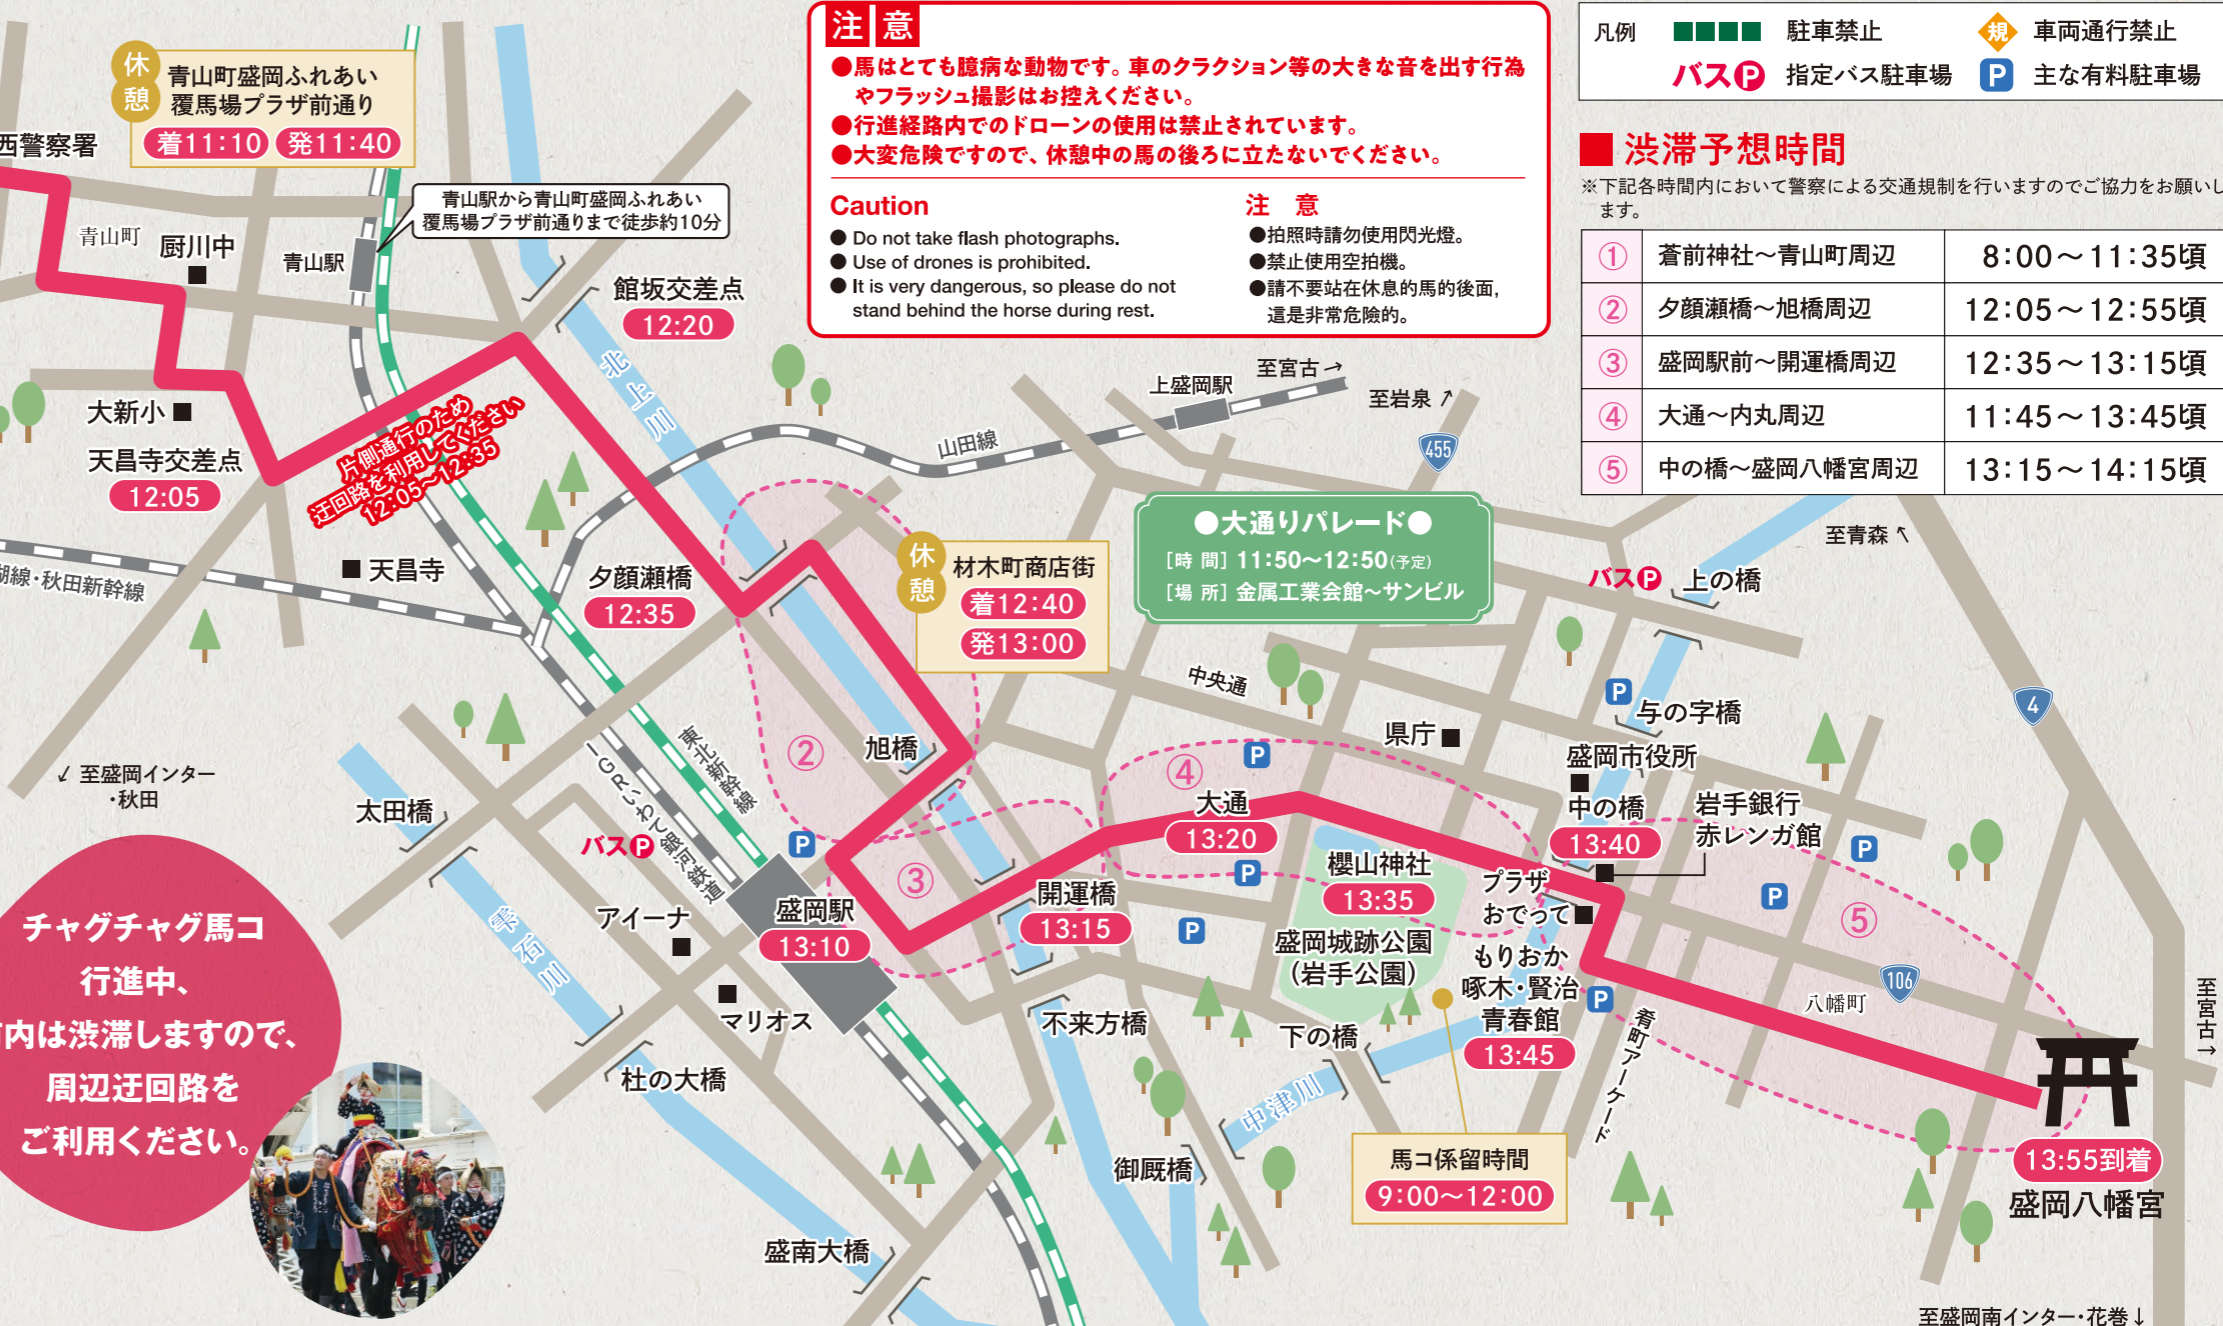 休憩
青山町盛岡ふれあい
覆馬場プラザ前通り
着11:10 発11:40
西警察署
青山町
厨川中
青山駅
青山駅から青山町盛岡ふれあい
覆馬場プラザ前通りまで徒歩約10分
館坂交差点
12:20
大新小
天昌寺交差点
12:05
片側通行のため
迂回路を利用してください
12:05～12:35
天昌寺
湖線・秋田新幹線
北上川
注意
●馬はとても臆病な動物です。車のクラクション等の大きな音を出す行為
やフラッシュ撮影はお控えください。
●行進経路内でのドローンの使用は禁止されています。
●大変危険ですので、休憩中の馬の後ろに立たないでください。
Caution
● Do not take flash photographs.
● Use of drones is prohibited.
● It is very dangerous, so please do not
stand behind the horse during rest.
注 意
●拍照時請勿使用閃光燈。
●禁止使用空拍機。
●請不要站在休息的馬的後面,
這是非常危險的。
凡例
駐車禁止
規 車両通行禁止
バスP 指定バス駐車場
P 主な有料駐車場
■ 渋滞予想時間
※下記各時間内において警察による交通規制を行いますのでご協力をお願いし
ます。
① 蒼前神社～青山町周辺 8:00～11:35頃
② 夕顔瀬橋～旭橋周辺 12:05～12:55頃
③ 盛岡駅前～開運橋周辺 12:35～13:15頃
④ 大通～内丸周辺 11:45～13:45頃
⑤ 中の橋～盛岡八幡宮周辺 13:15～14:15頃
上盛岡駅
至宮古→
至岩泉↗
山田線
455
●大通りパレード●
[時 間] 11:50～12:50(予定)
[場 所] 金属工業会館～サンビル
至青森↖
バスP
上の橋
夕顔瀬橋
12:35
休憩
材木町商店街
着12:40
発13:00
中央通
P
与の字橋
4
県庁
盛岡市役所
②
旭橋
東北新幹線
IGRいわて銀河鉄道
④
P
大通
13:20
中の橋
13:40
岩手銀行
赤レンガ館
P
↙ 至盛岡インター
・秋田
太田橋
バスP
P
③
P
櫻山神社
13:35
プラザ
おでって
P
⑤
チャグチャグ馬コ
行進中、
市内は渋滞しますので、
周辺迂回路を
ご利用ください。
雫石川
アイーナ
盛岡駅
13:10
開運橋
13:15
P
盛岡城跡公園
(岩手公園)
もりおか
啄木・賢治
青春館
13:45
P
106
八幡町
至宮古→
マリオス
不来方橋
下の橋
肴町アーケード
杜の大橋
中津川
御厩橋
馬コ係留時間
9:00～12:00
13:55到着
盛岡八幡宮
盛南大橋
至盛岡南インター・花巻↓